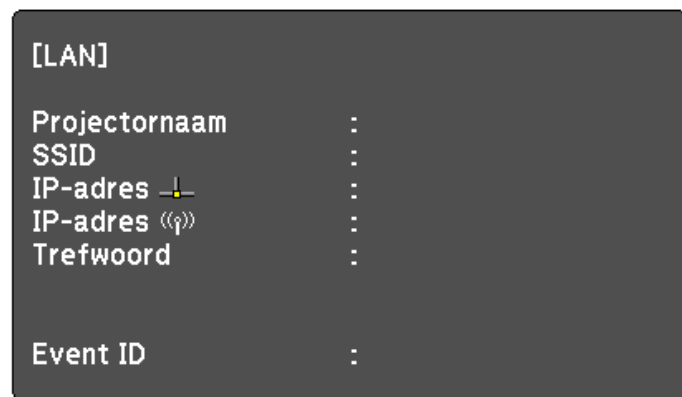 [LAN]
Projectornaam :
SSID :
IP-adres :
IP-adres :
Trefwoord :
Event ID :